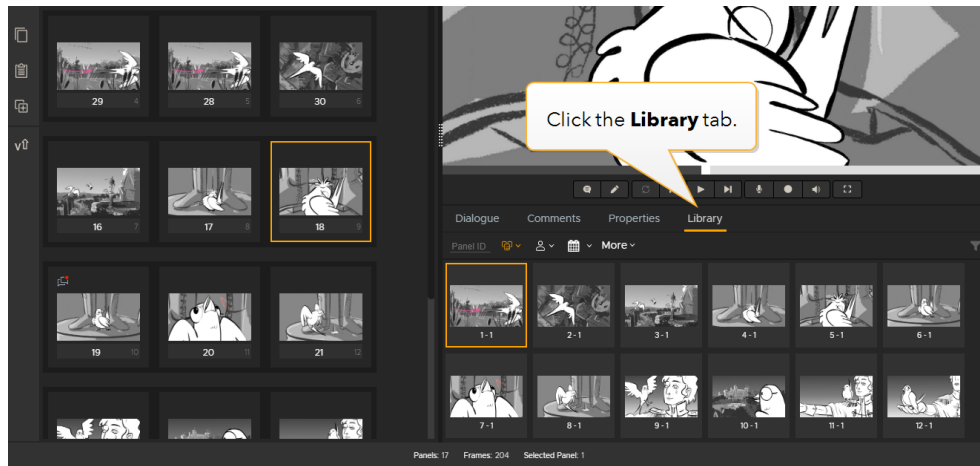 29 4 28 5 30 6
v
16 7 17 8 18 9
19 10 20 11 21 12
Click the Library tab.
Dialogue Comments Properties Library
Panel ID More
1 - 1 2 - 1 3 - 1 4 - 1 5 - 1 6 - 1
7 - 1 8 - 1 9 - 1 10 - 1 11 - 1 12 - 1
Panels: 17 Frames: 204 Selected Panel: 1